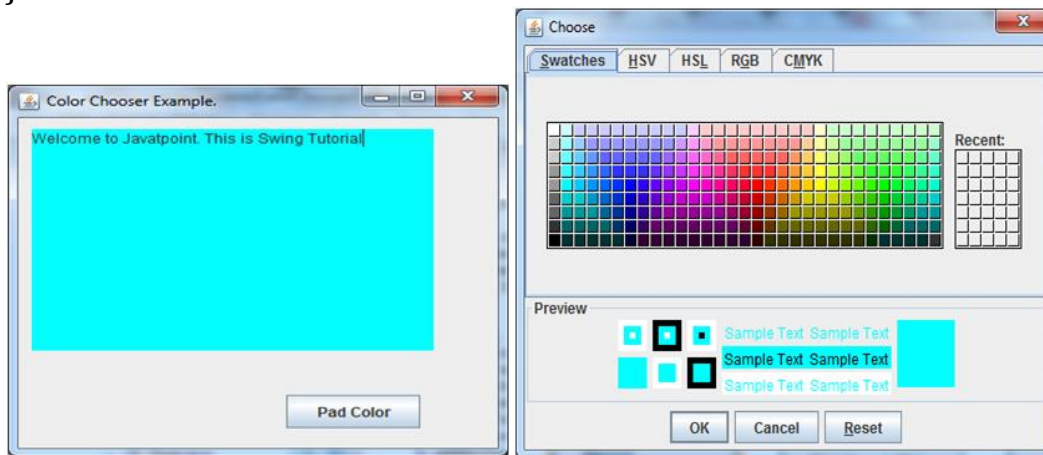 }
Color Chooser Example.
Welcome to Javatpoint. This is Swing Tutorial
Pad Color
Choose
Swatches HSV HSL RGB CMYK
Recent:
Preview
Sample Text Sample Text
Sample Text Sample Text
Sample Text Sample Text
OK Cancel Reset